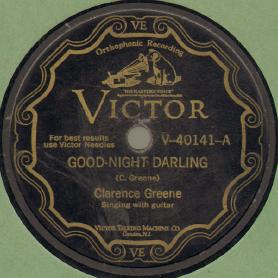 VE
Orthophonic Recording
"HIS MASTER'S VOICE"
VICTOR
For best results
use Victor Needles
V-40141-A
GOOD-NIGHT DARLING
(C. Greene)
Clarence Greene
Singing with guitar
VICTOR TALKING MACHINE CO.
Camden, N.J.
VE